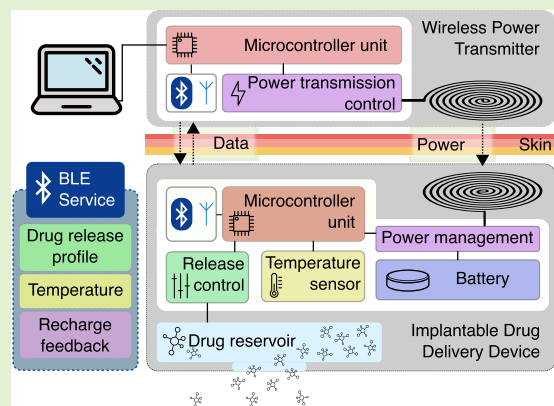 Wireless Power
Transmitter
Microcontroller unit
Power transmission
control
Data
Power
Skin
BLE
Service
Drug release
profile
Temperature
Recharge
feedback
Microcontroller
unit
Power management
Release
control
Temperature
sensor
Battery
Drug reservoir
Implantable Drug
Delivery Device